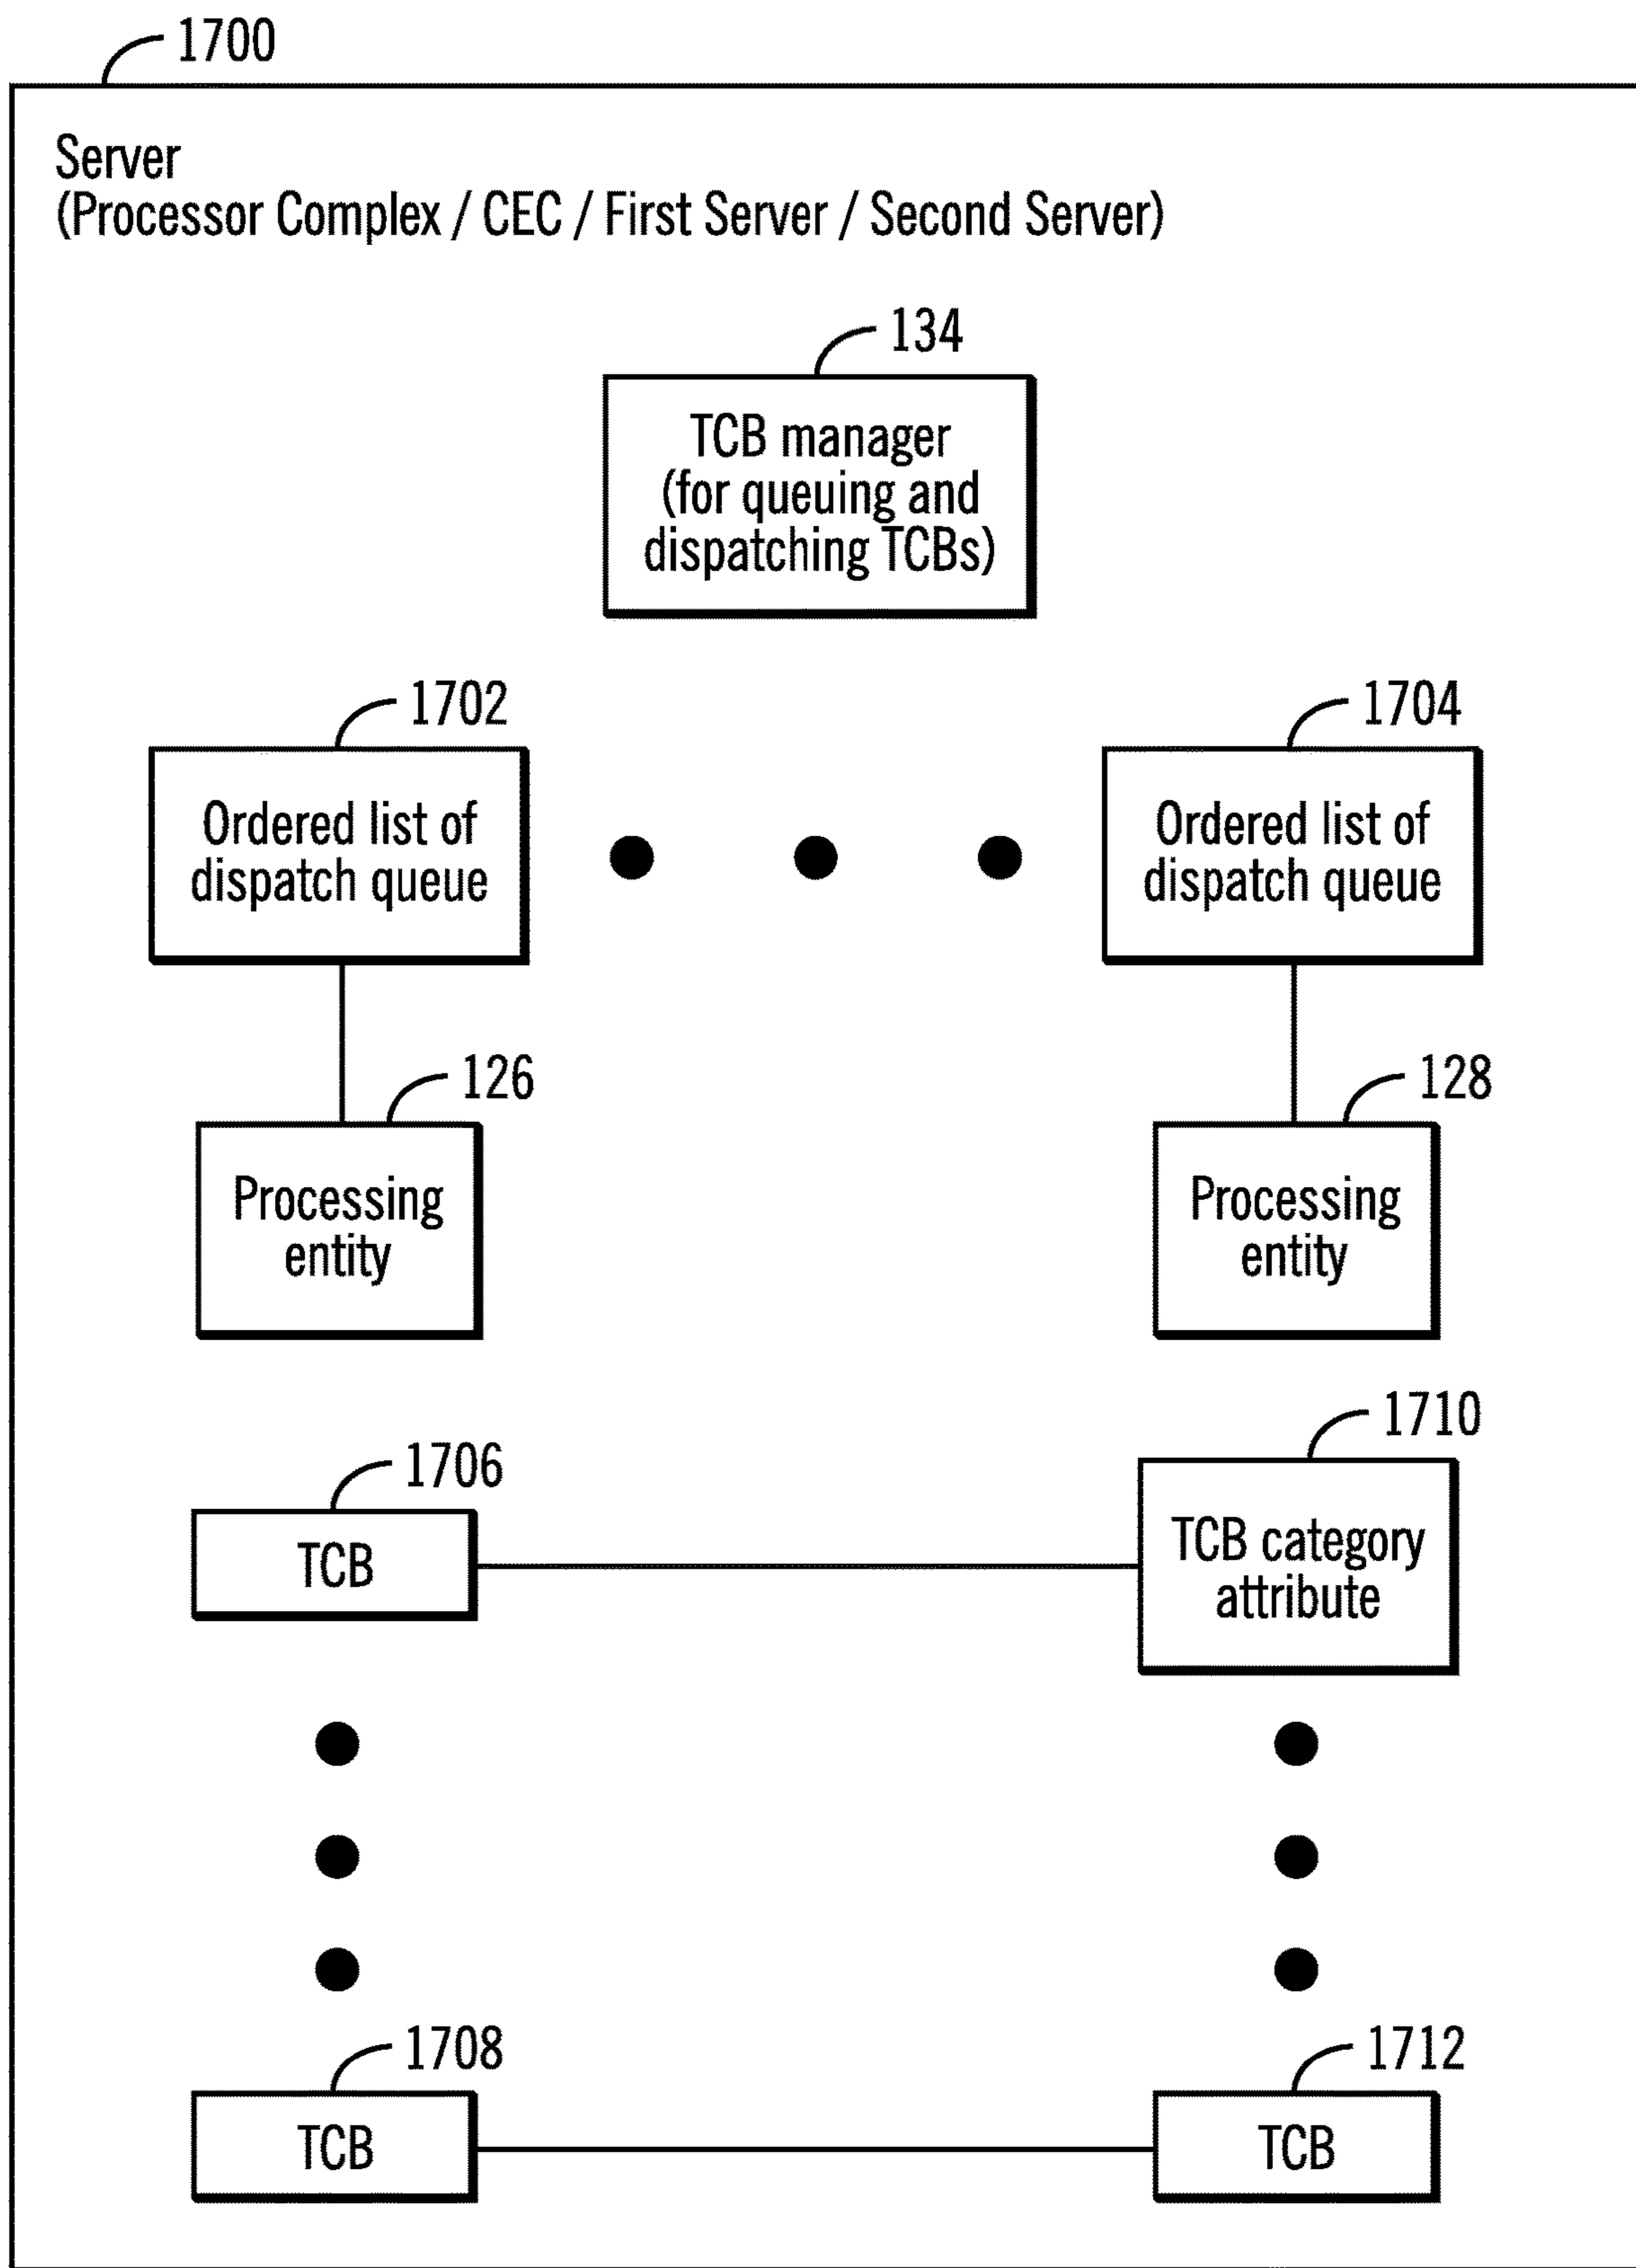 1700
Server
(Processor Complex / CEC / First Server / Second Server)
134
TCB manager
(for queuing and
dispatching TCBs)
1702
1704
Ordered list of
dispatch queue
Ordered list of
dispatch queue
126
128
Processing
entity
Processing
entity
1710
1706
TCB
TCB category
attribute
1708
1712
TCB
TCB